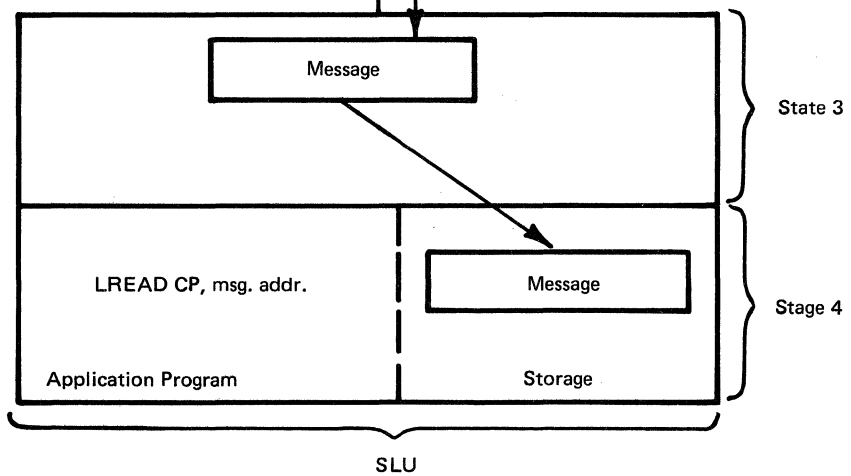 Message
State 3
LREAD CP, msg. addr.
Message
Stage 4
Application Program
Storage
SLU